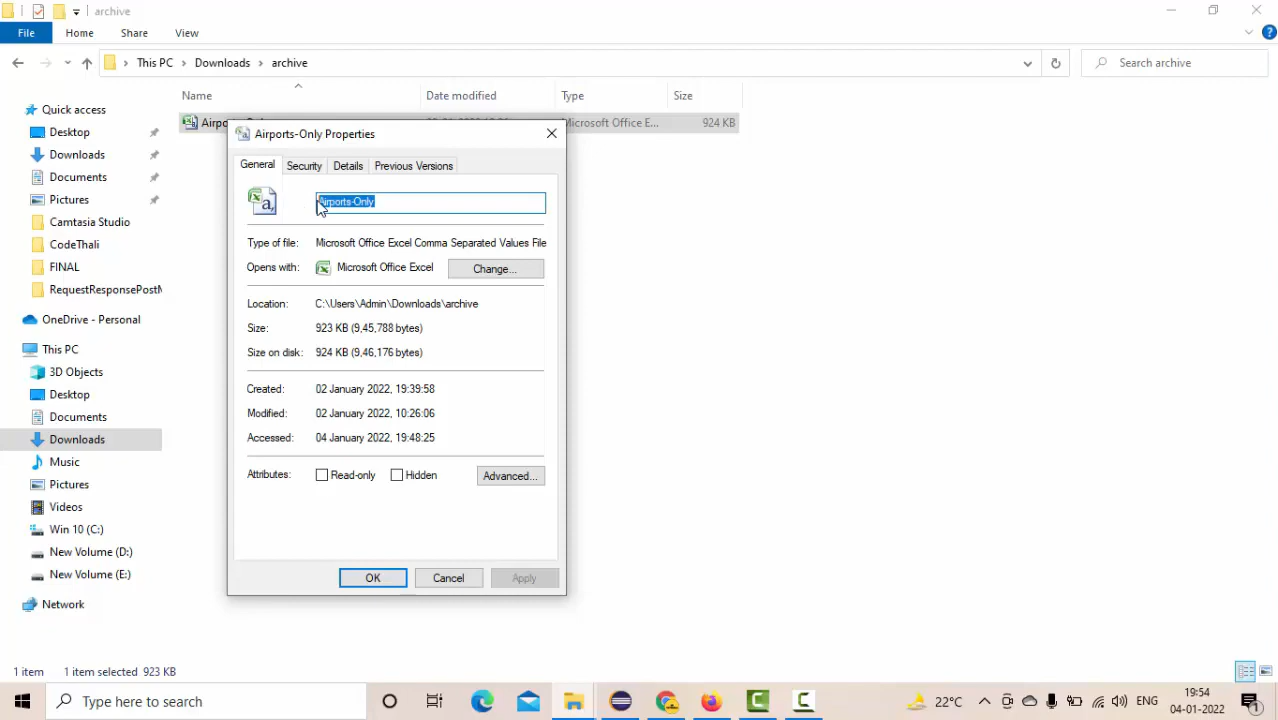 archive
File Home Share View
This PC Downloads archive
Search archive
Name Date modified Type Size
Microsoft Office E... 924 KB
Airports-Only Properties
General Security Details Previous Versions
Airports-Only
Type of file: Microsoft Office Excel Comma Separated Values File
Opens with: Microsoft Office Excel Change...
Location: C:\Users\Admin\Downloads\archive
Size: 923 KB (9,45,788 bytes)
Size on disk: 924 KB (9,46,176 bytes)
Created: 02 January 2022, 19:39:58
Modified: 02 January 2022, 10:26:06
Accessed: 04 January 2022, 19:48:25
Attributes: Read-only Hidden Advanced...
OK Cancel Apply
Quick access
Desktop
Downloads
Documents
Pictures
Camtasia Studio
CodeThali
FINAL
RequestResponsePostM
OneDrive - Personal
This PC
3D Objects
Desktop
Documents
Downloads
Music
Pictures
Videos
Win 10 (C:)
New Volume (D:)
New Volume (E:)
Network
1 item 1 item selected 923 KB
Type here to search
22°C
ENG
9:54
04-01-2022